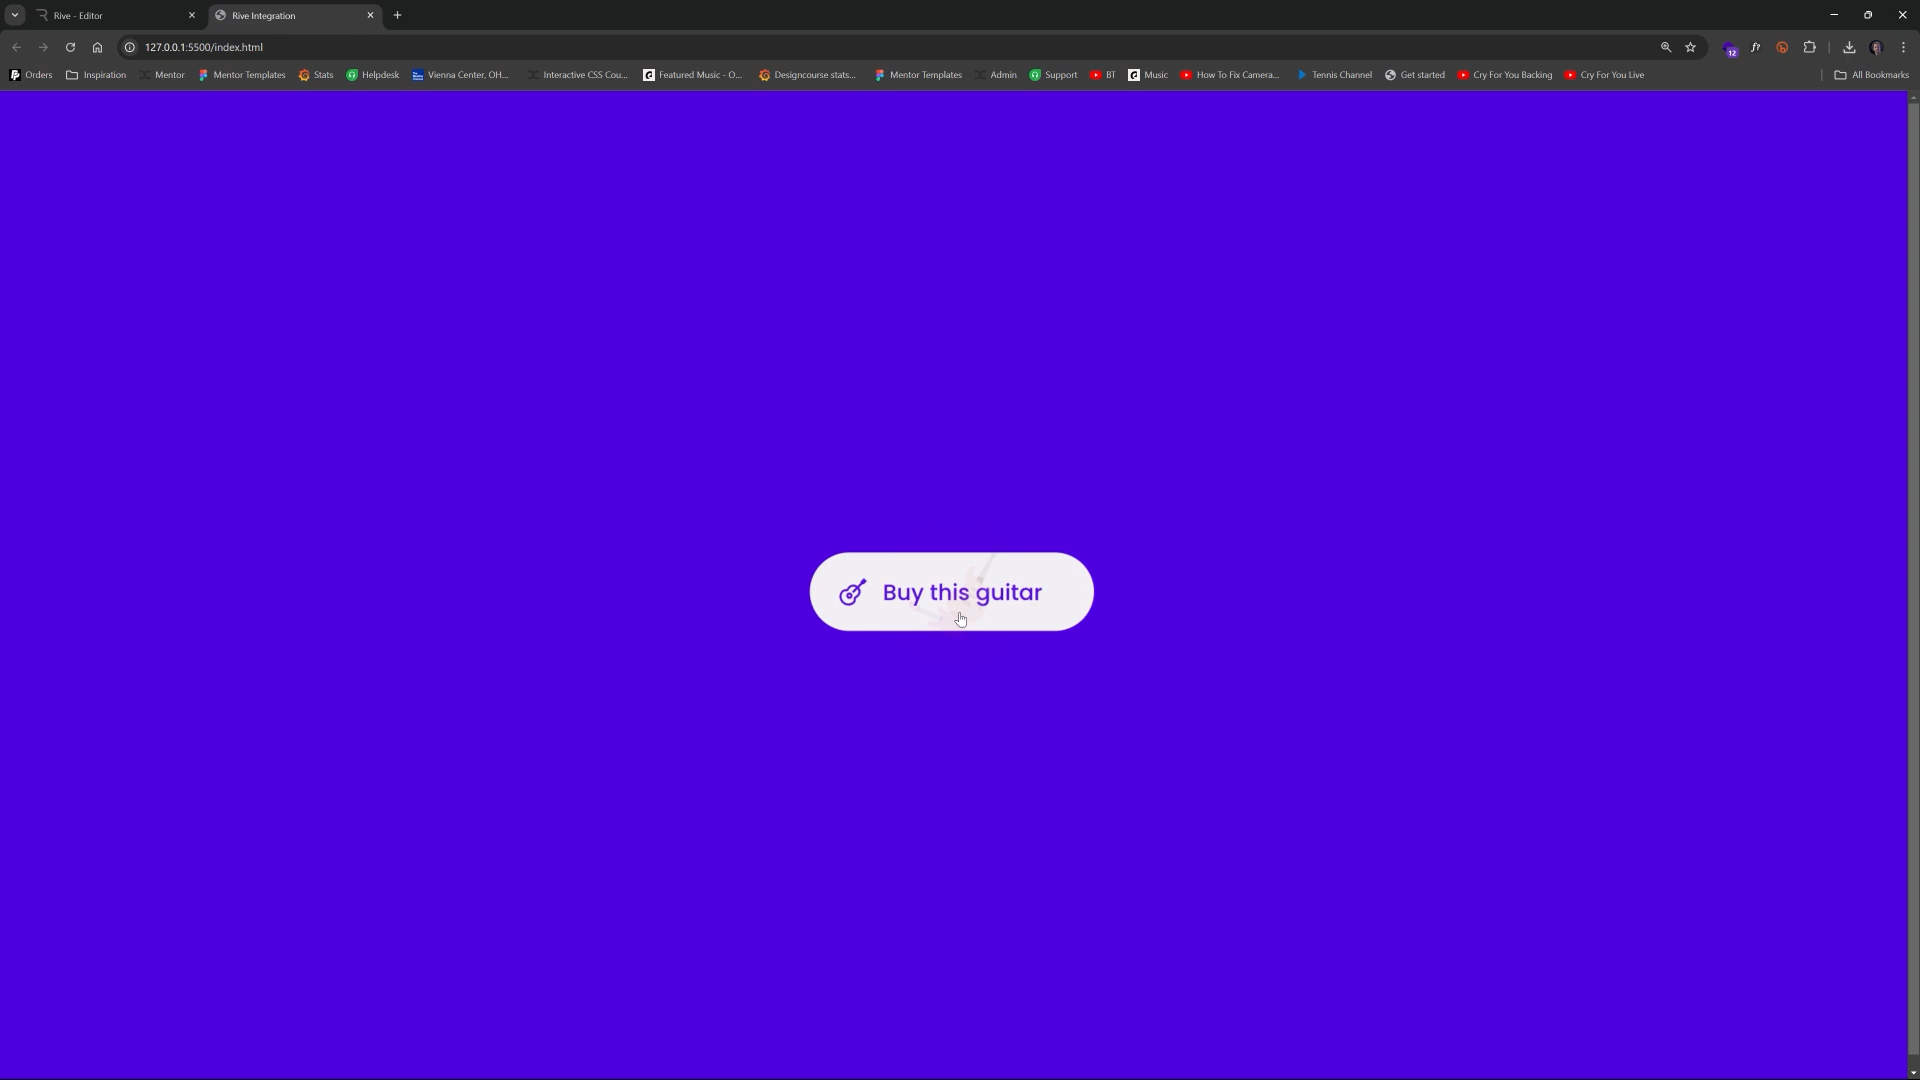 Rive - Editor
Rive Integration
127.0.0.1:5500/index.html
f?
12
Orders
Inspiration
Mentor
Mentor Templates
Stats
Helpdesk
Vienna Center, OH...
Interactive CSS Cou...
Featured Music - O...
Designcourse stats...
Mentor Templates
Admin
Support
BT
Music
How To Fix Camera...
Tennis Channel
Get started
Cry For You Backing
Cry For You Live
All Bookmarks
Buy this guitar